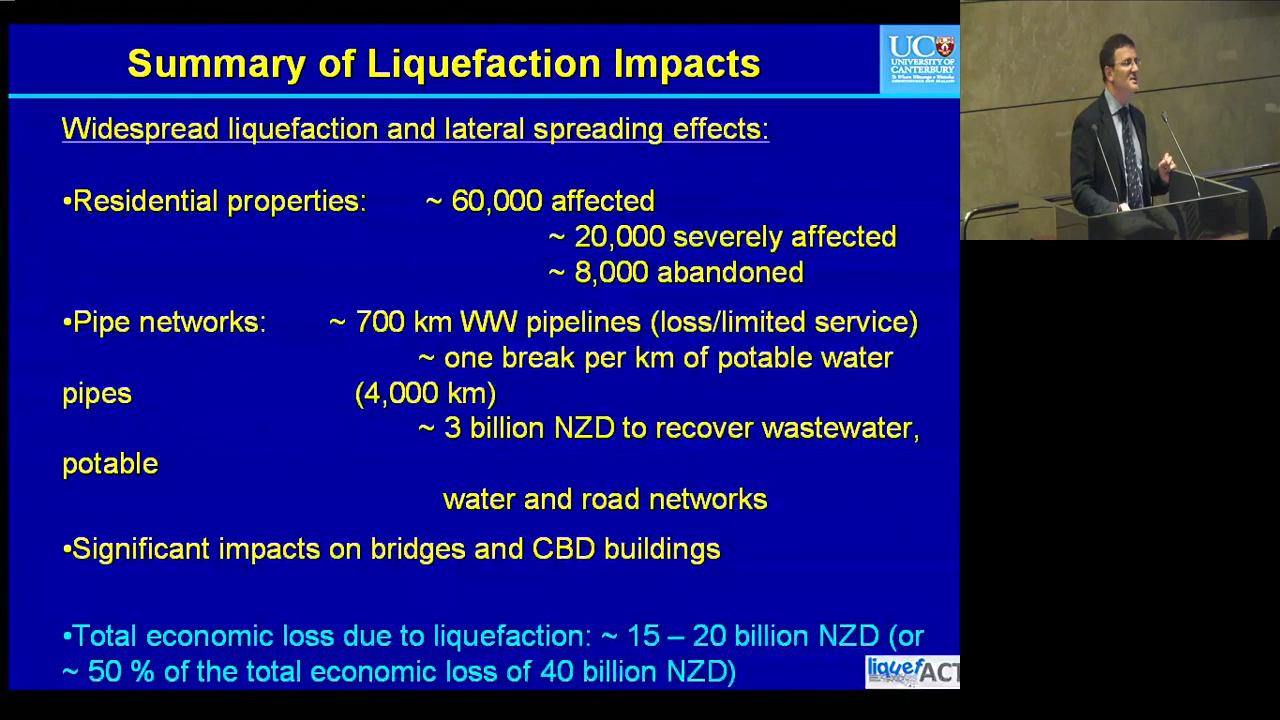 Summary of Liquefaction Impacts
UC
UNIVERSITY OF
CANTERBURY
Widespread liquefaction and lateral spreading effects:
•Residential properties: ~ 60,000 affected
~ 20,000 severely affected
~ 8,000 abandoned
•Pipe networks: ~ 700 km WW pipelines (loss/limited service)
~ one break per km of potable water
pipes (4,000 km)
~ 3 billion NZD to recover wastewater,
potable
water and road networks
•Significant impacts on bridges and CBD buildings
•Total economic loss due to liquefaction: ~ 15 – 20 billion NZD (or
~ 50 % of the total economic loss of 40 billion NZD)
liquefACT